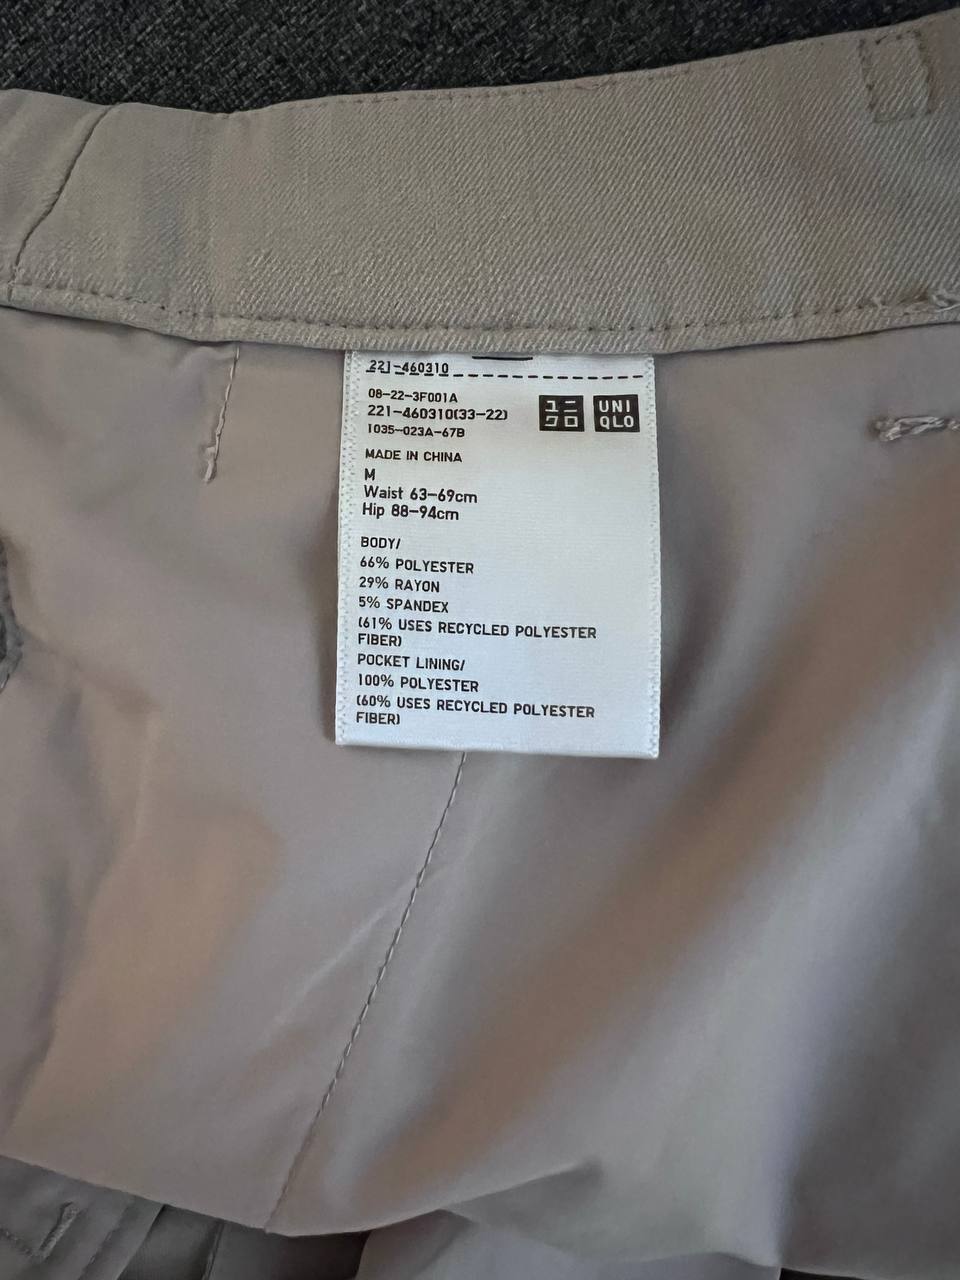 221-460310
08-22-3F001A
221-460310(33-22)
1035-023A-67B
ユニ
クロ
UNI
QLO
MADE IN CHINA
M
Waist 63-69cm
Hip 88-94cm
BODY/
66% POLYESTER
29% RAYON
5% SPANDEX
(61% USES RECYCLED POLYESTER
FIBER)
POCKET LINING/
100% POLYESTER
(60% USES RECYCLED POLYESTER
FIBER)